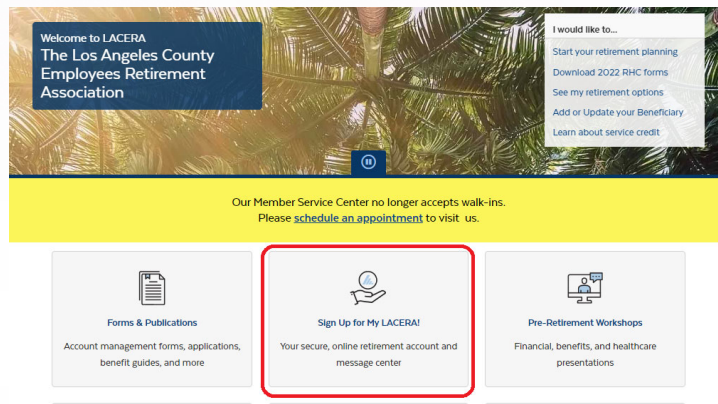 Welcome to LACERA
The Los Angeles County
Employees Retirement
Association
I would like to...
Start your retirement planning
Download 2022 RHC forms
See my retirement options
Add or Update your Beneficiary
Learn about service credit
Our Member Service Center no longer accepts walk-ins.
Please schedule an appointment to visit us.
Forms & Publications
Account management forms, applications,
benefit guides, and more
Sign Up for My LACERA!
Your secure, online retirement account and
message center
Pre-Retirement Workshops
Financial, benefits, and healthcare
presentations